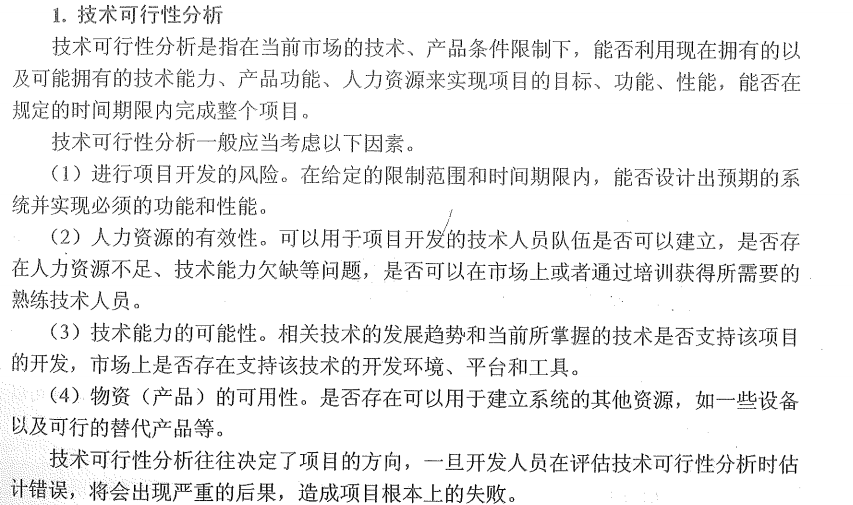 1. 技术可行性分析
技术可行性分析是指在当前市场的技术、产品条件限制下，能否利用现在拥有的以
及可能拥有的技术能力、产品功能、人力资源来实现项目的目标、功能、性能，能否在
规定的时间期限内完成整个项目。
技术可行性分析一般应当考虑以下因素。
（1）进行项目开发的风险。在给定的限制范围和时间期限内，能否设计出预期的系
统并实现必须的功能和性能。
（2）人力资源的有效性。可以用于项目开发的技术人员队伍是否可以建立，是否存
在人力资源不足、技术能力欠缺等问题，是否可以在市场上或者通过培训获得所需要的
熟练技术人员。
（3）技术能力的可能性。相关技术的发展趋势和当前所掌握的技术是否支持该项目
的开发，市场上是否存在支持该技术的开发环境、平台和工具。
（4）物资（产品）的可用性。是否存在可以用于建立系统的其他资源，如一些设备
以及可行的替代产品等。
技术可行性分析往往决定了项目的方向，一旦开发人员在评估技术可行性分析时估
计错误，将会出现严重的后果，造成项目根本上的失败。